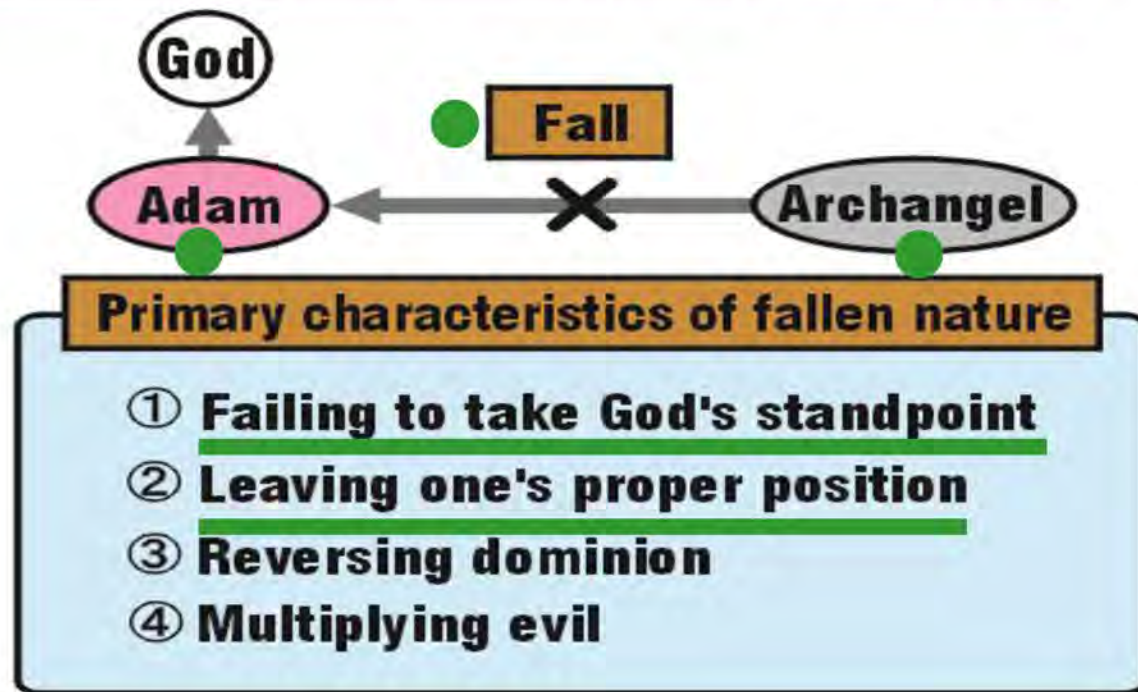 God
Fall
Adam
Archangel
Primary characteristics of fallen nature
① Failing to take God's standpoint
② Leaving one's proper position
③ Reversing dominion
④ Multiplying evil